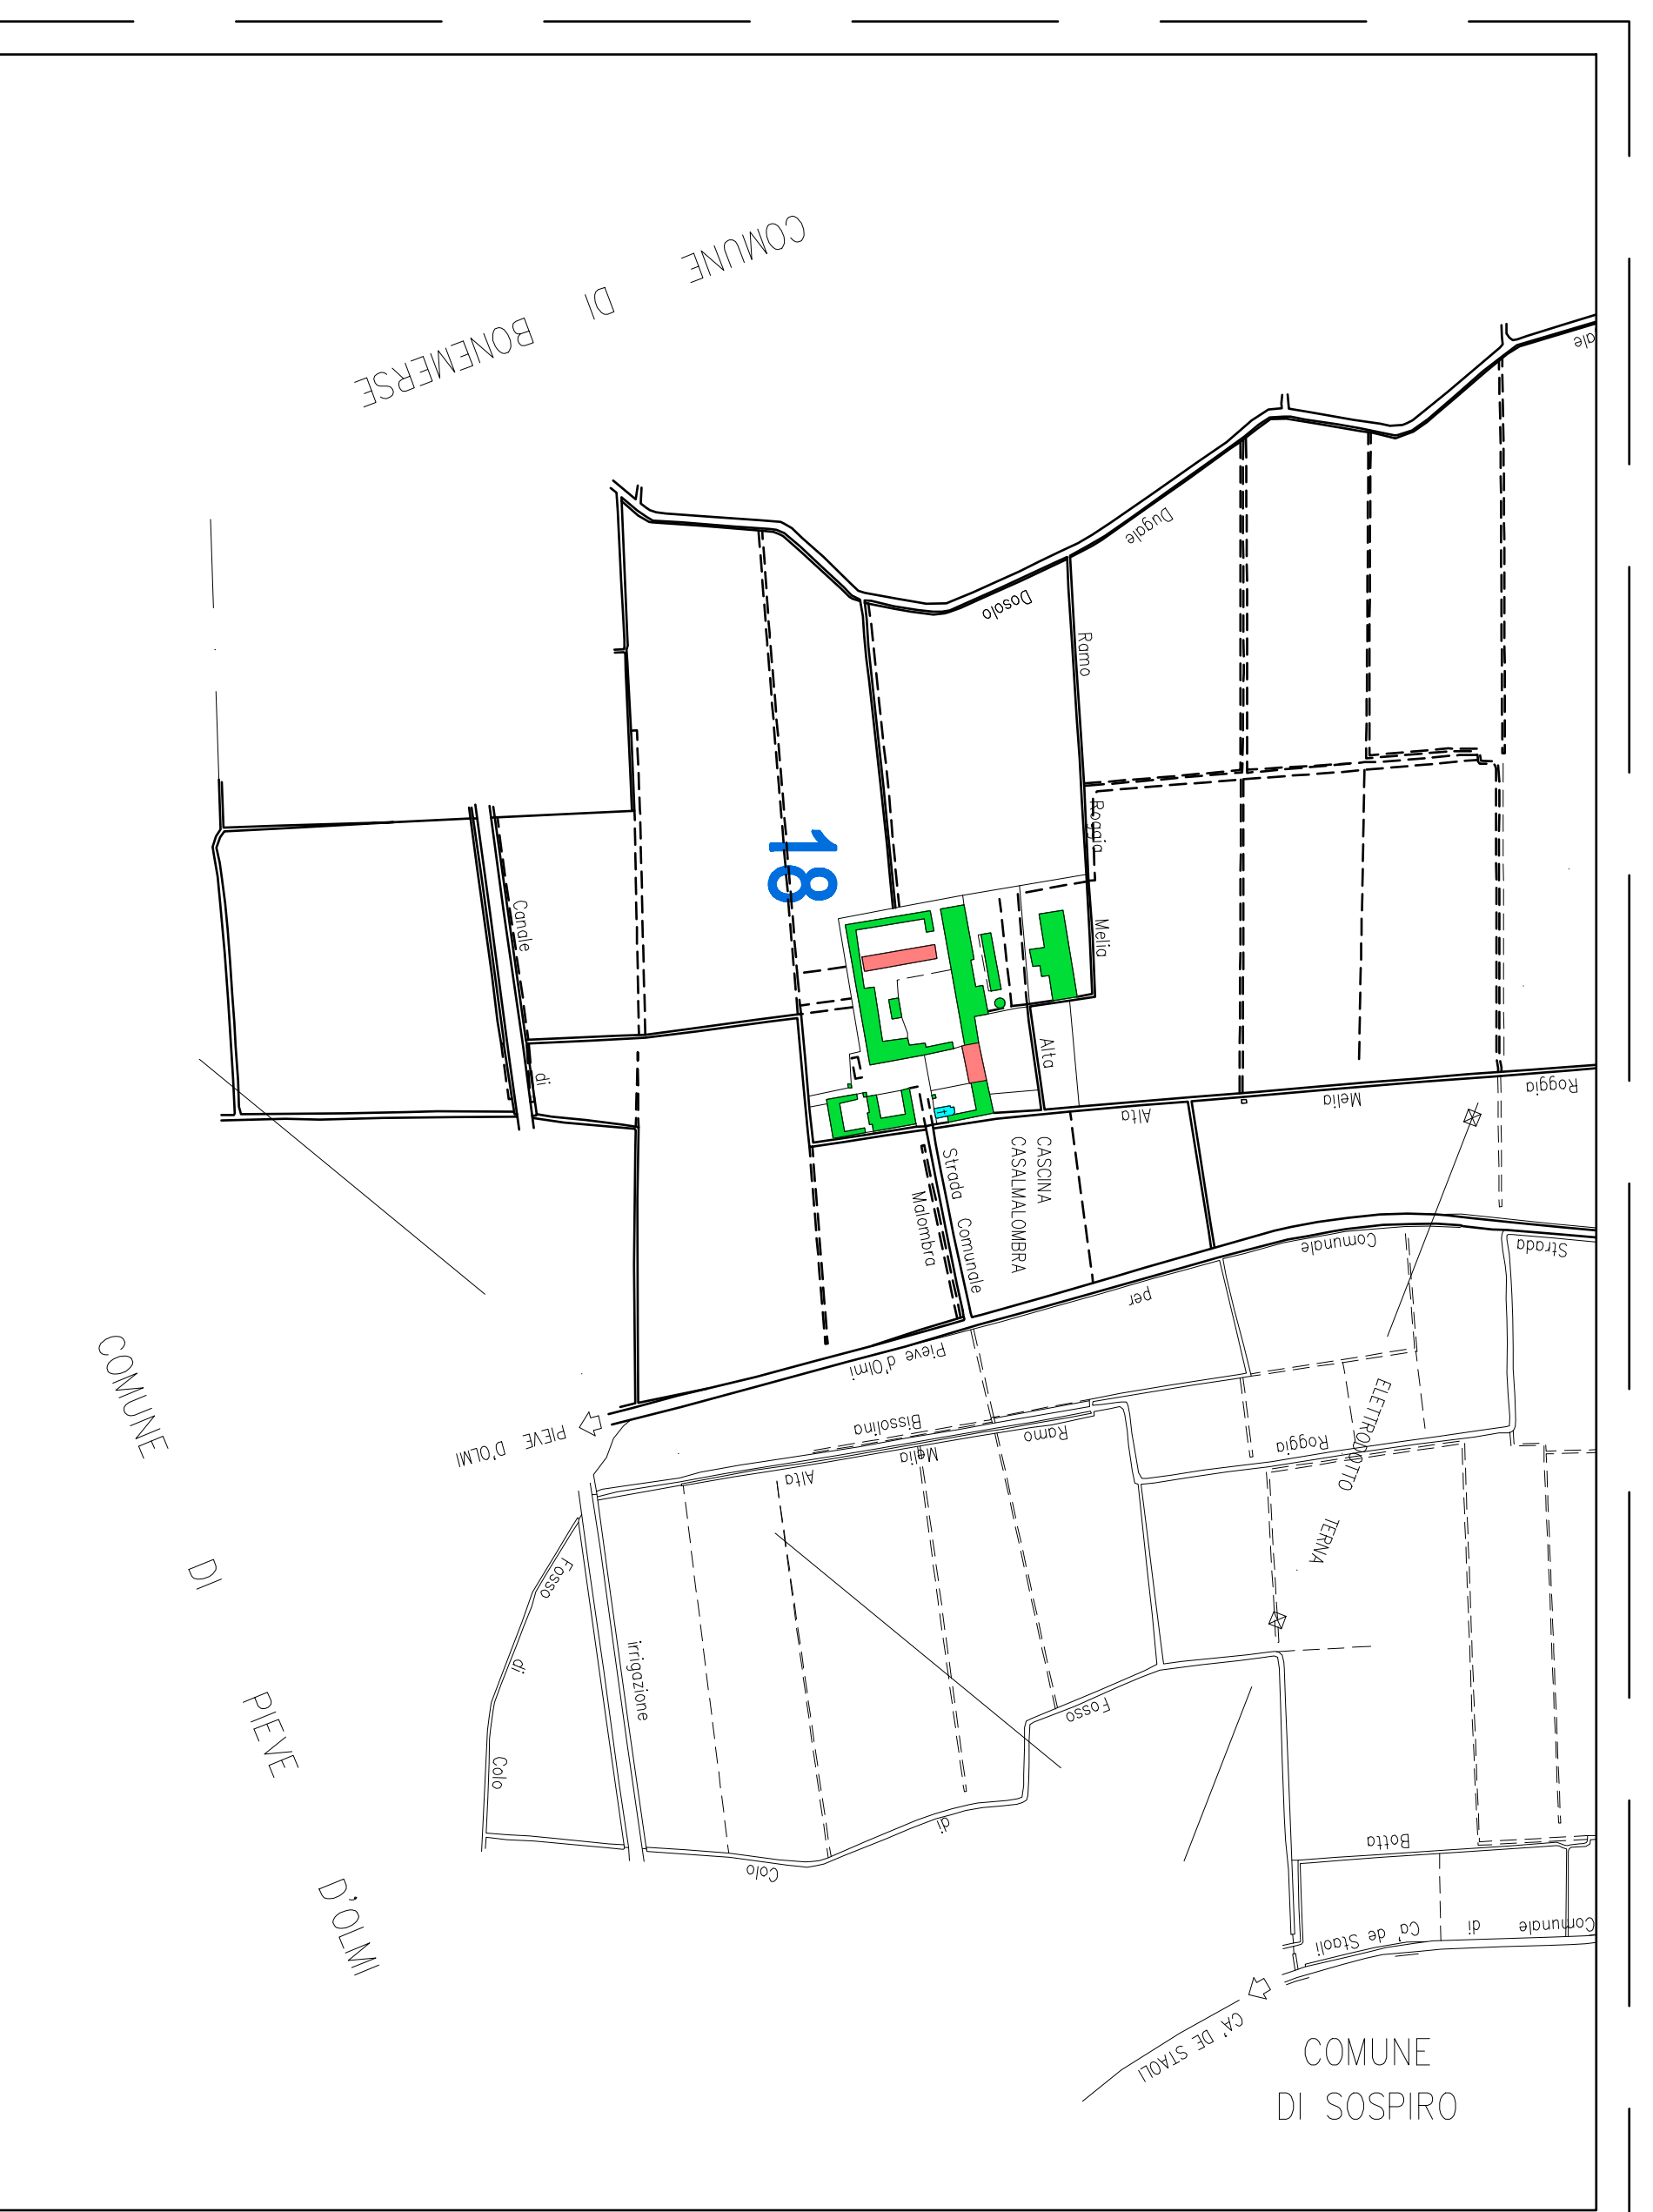 COMUNE DI BONEMERSE
ale
Dugale
Dosolo
Ramo
Roggia
Melia
Alta
18
Canale
di
irrigazione
Roggia
Melia
Alta
CASCINA
CASALMALOMBRA
Strada Comunale
Malombra
Strada
Comunale
per
Pieve d'Olmi
PIEVE D'OLMI
ELETTRODOTTO TERNA
Roggia
Bissolina
Ramo
Melia
Alta
Fosso
di
Colo
Fosso
di
Colo
Botta
Comunale di Ca' de Staoli
CA' DE STAOLI
COMUNE DI PIEVE D'OLMI
COMUNE
DI SOSPIRO